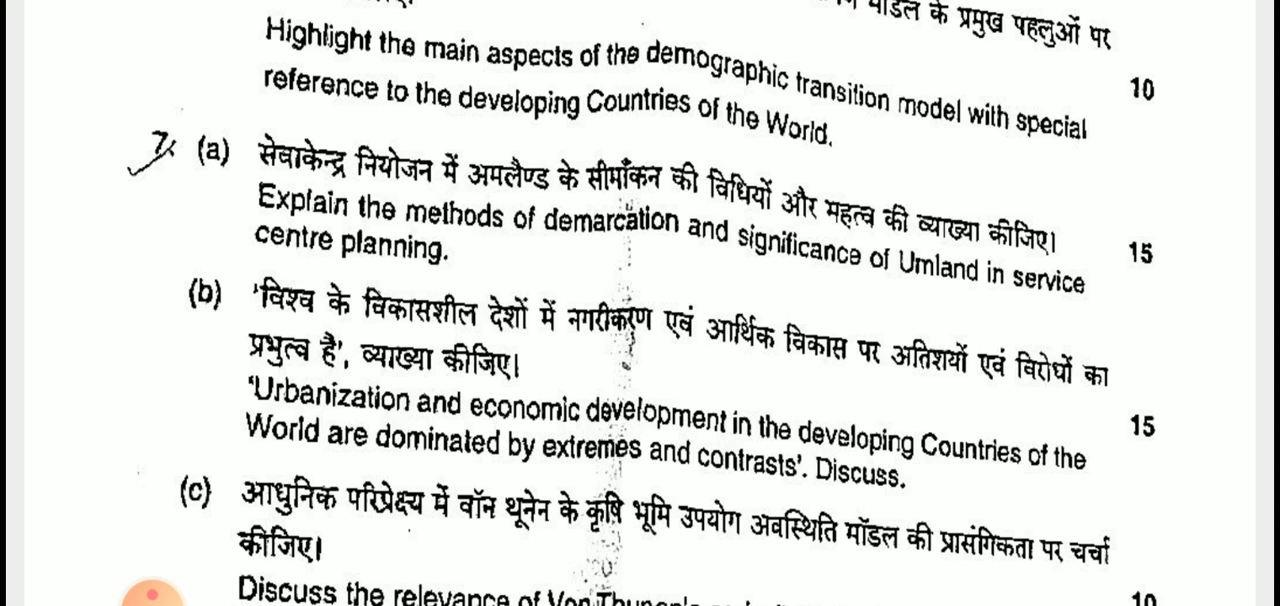 मॉडल के प्रमुख पहलुओं पर
Highlight the main aspects of the demographic transition model with special
reference to the developing Countries of the World. 10
7. (a) सेवाकेन्द्र नियोजन में अमलैण्ड के सीमाँकन की विधियों और महत्व की व्याख्या कीजिए।
Explain the methods of demarcation and significance of Umland in service
centre planning. 15
(b) 'विश्व के विकासशील देशों में नगरीकरण एवं आर्थिक विकास पर अतिशयों एवं विरोधों का
प्रभुत्व है', व्याख्या कीजिए।
'Urbanization and economic development in the developing Countries of the
World are dominated by extremes and contrasts'. Discuss. 15
(c) आधुनिक परिप्रेक्ष्य में वॉन थूनेन के कृषि भूमि उपयोग अवस्थिति मॉडल की प्रासंगिकता पर चर्चा
कीजिए।
Discuss the relevance of Von Thunen's 10